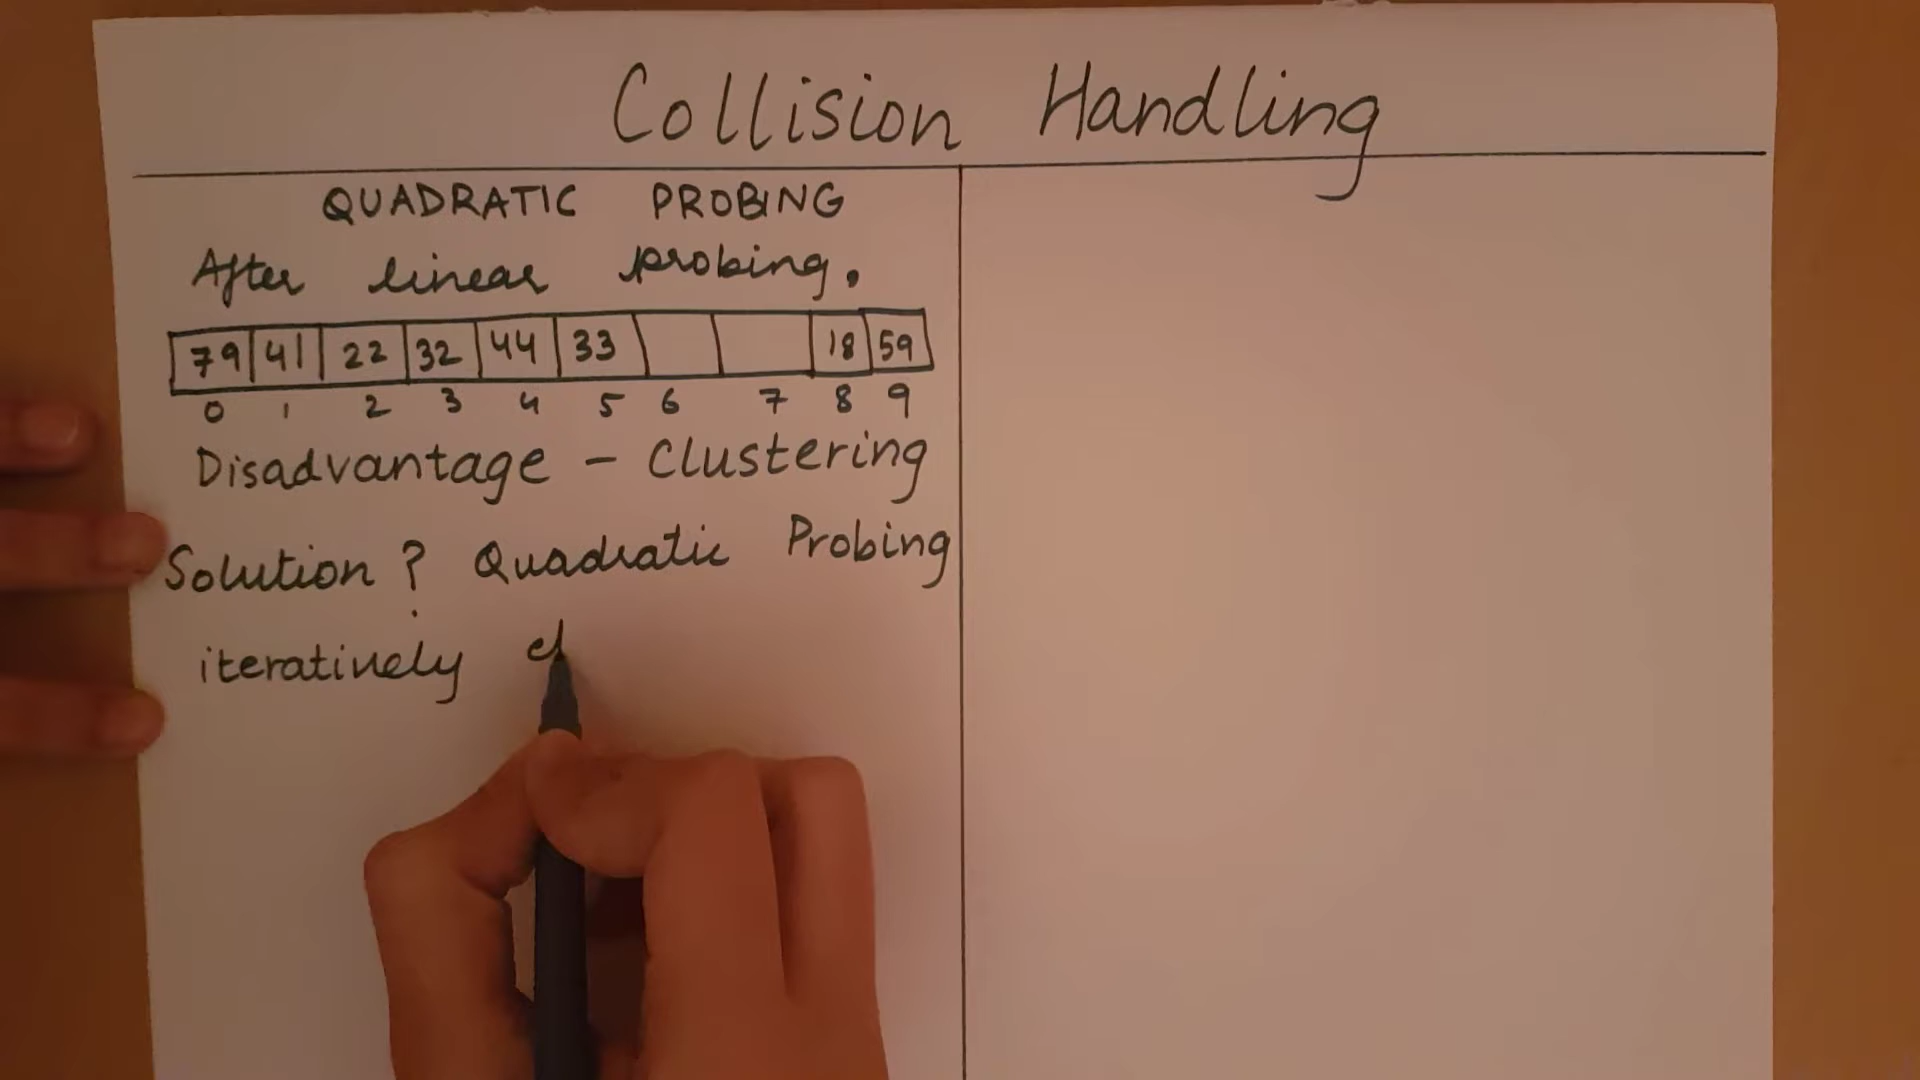 Collision Handling
QUADRATIC PROBING
After linear probing.
79 41 22 32 44 33 18 59
0 1 2 3 4 5 6 7 8 9
Disadvantage - Clustering
Solution? Quadratic Probing
iteratively